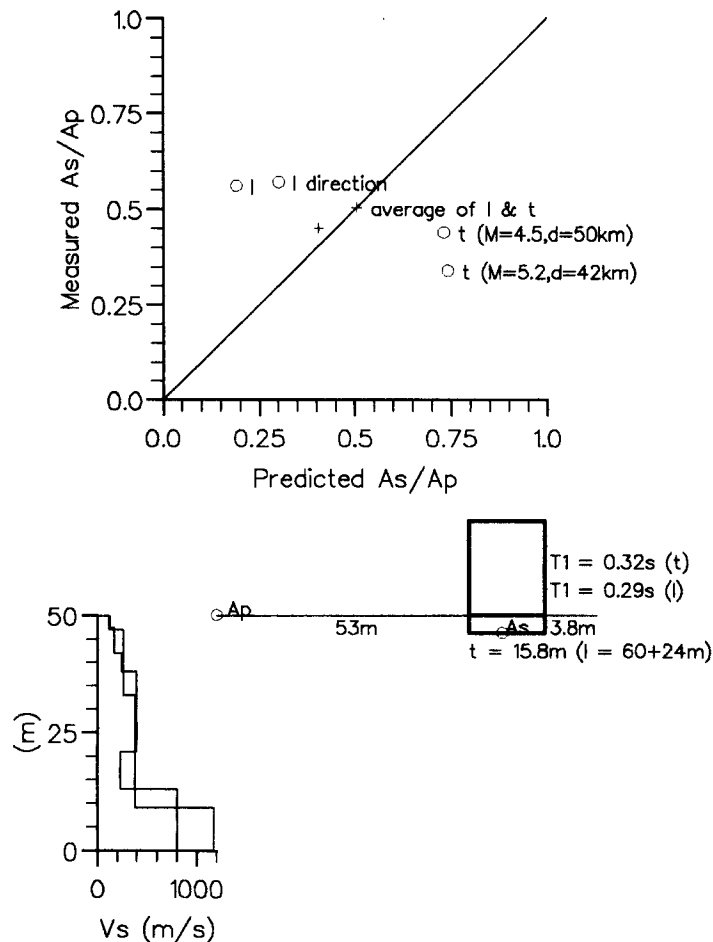 1.0
0.75
0.5
0.25
0.0
Measured As/Ap
l
l direction
average of l & t
t (M=4.5,d=50km)
t (M=5.2,d=42km)
0.0 0.25 0.5 0.75 1.0
Predicted As/Ap
T1 = 0.32s (t)
T1 = 0.29s (l)
Ap
53m
As
3.8m
t = 15.8m (l = 60+24m)
50
25
0
(m)
0 1000
Vs (m/s)